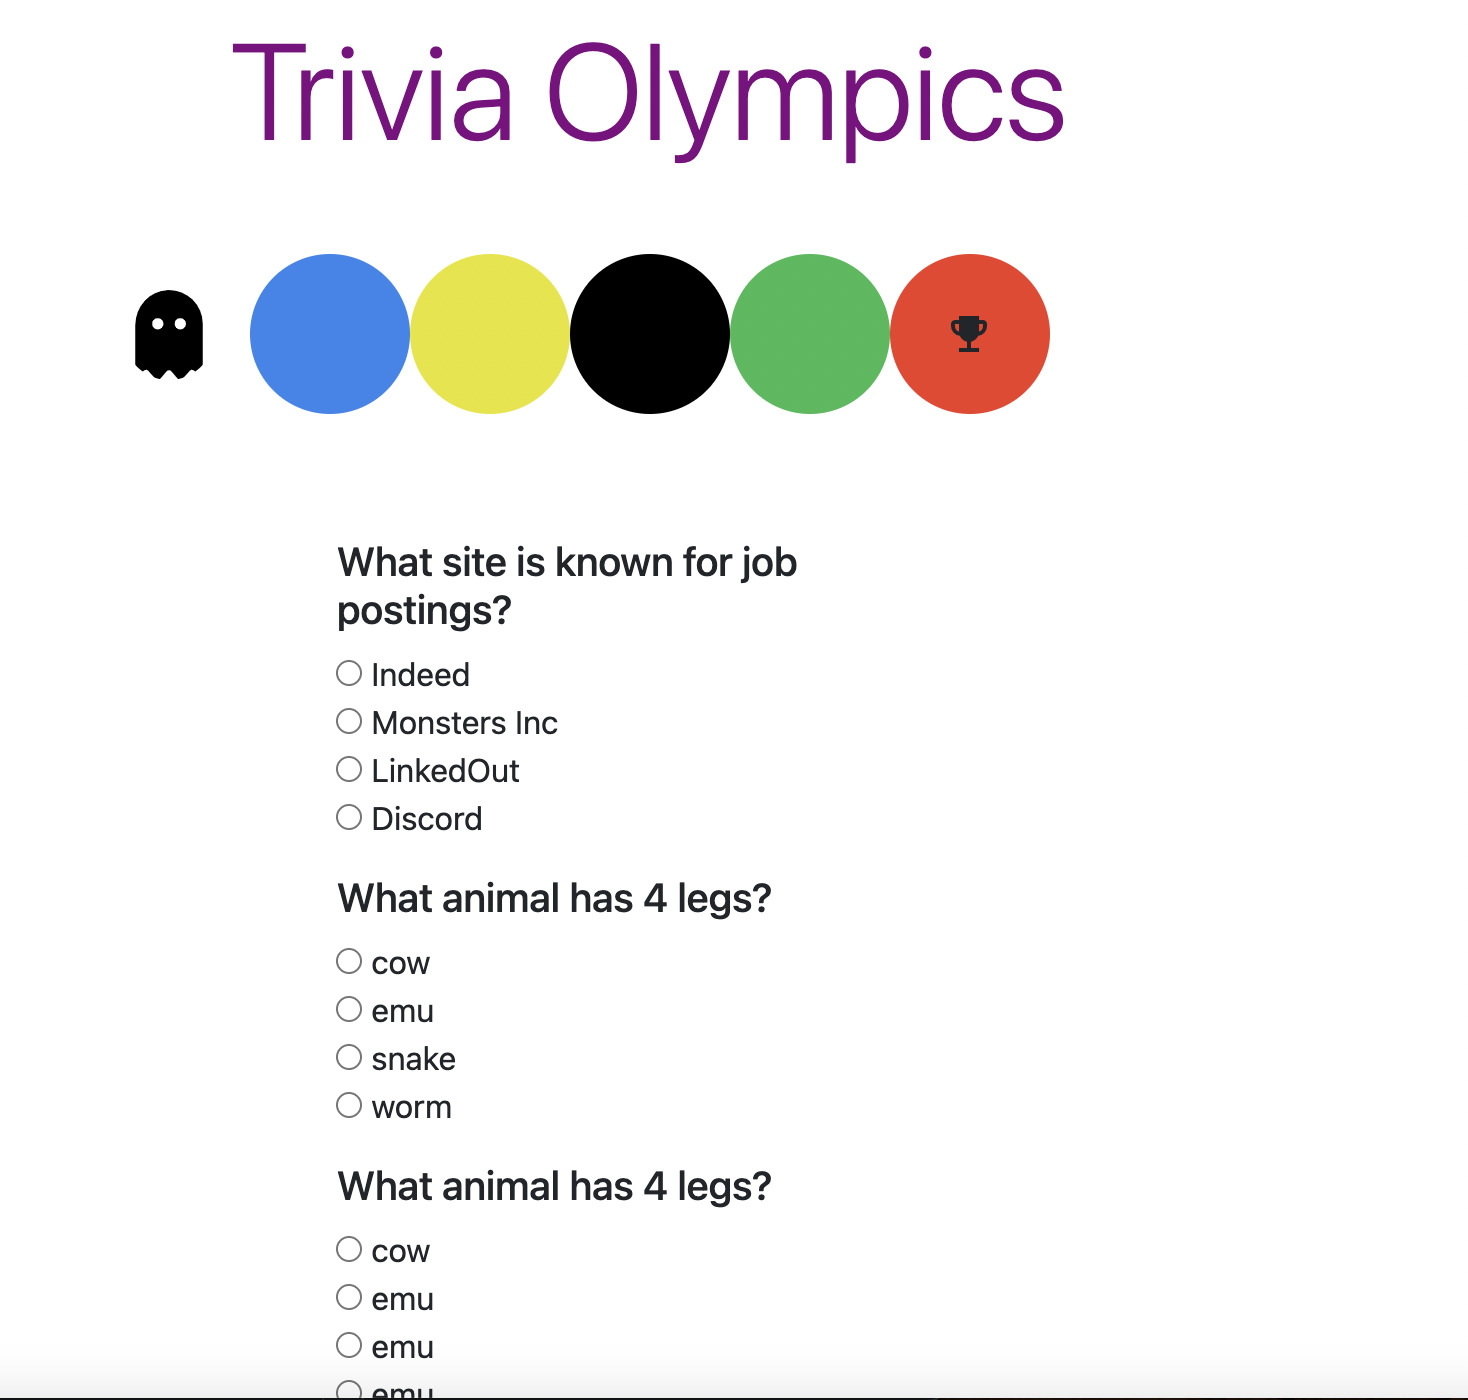 Trivia Olympics
What site is known for job
postings?
Indeed
Monsters Inc
LinkedOut
Discord
What animal has 4 legs?
cow
emu
snake
worm
What animal has 4 legs?
cow
emu
emu
emu